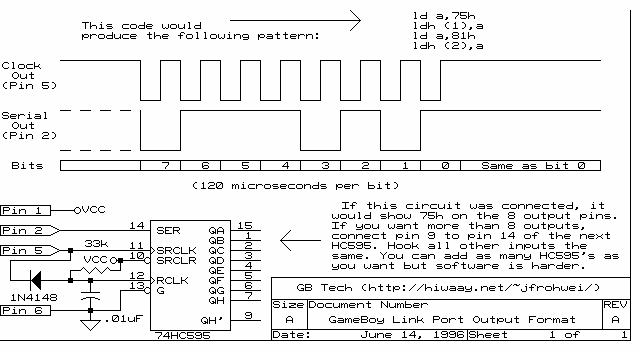 This code would
produce the following pattern:
ld a,75h
ldh (1),a
ld a,81h
ldh (2),a
Clock
Out
(Pin 5)
Serial
Out
(Pin 2)
Bits 7 6 5 4 3 2 1 0 Same as bit 0
(120 microseconds per bit)
Pin 1 VCC
Pin 2
Pin 5 33k
VCC
1N4148
Pin 6
.01uF
14 SER QA 15
QB 1
11 SRCLK QC 2
10 SRCLR QD 3
QE 4
12 RCLK QF 5
13 G QG 6
QH 7
QH' 9
74HC595
If this circuit was connected, it
would show 75h on the 8 output pins.
If you want more than 8 outputs,
connect pin 9 to pin 14 of the next
HC595. Hook all other inputs the
same. You can add as many HC595's as
you want but software is harder.
GB Tech (http://hiwaay.net/~jfrohwei/)
Size Document Number REV
A GameBoy Link Port Output Format A
Date: June 14, 1996 Sheet 1 of 1